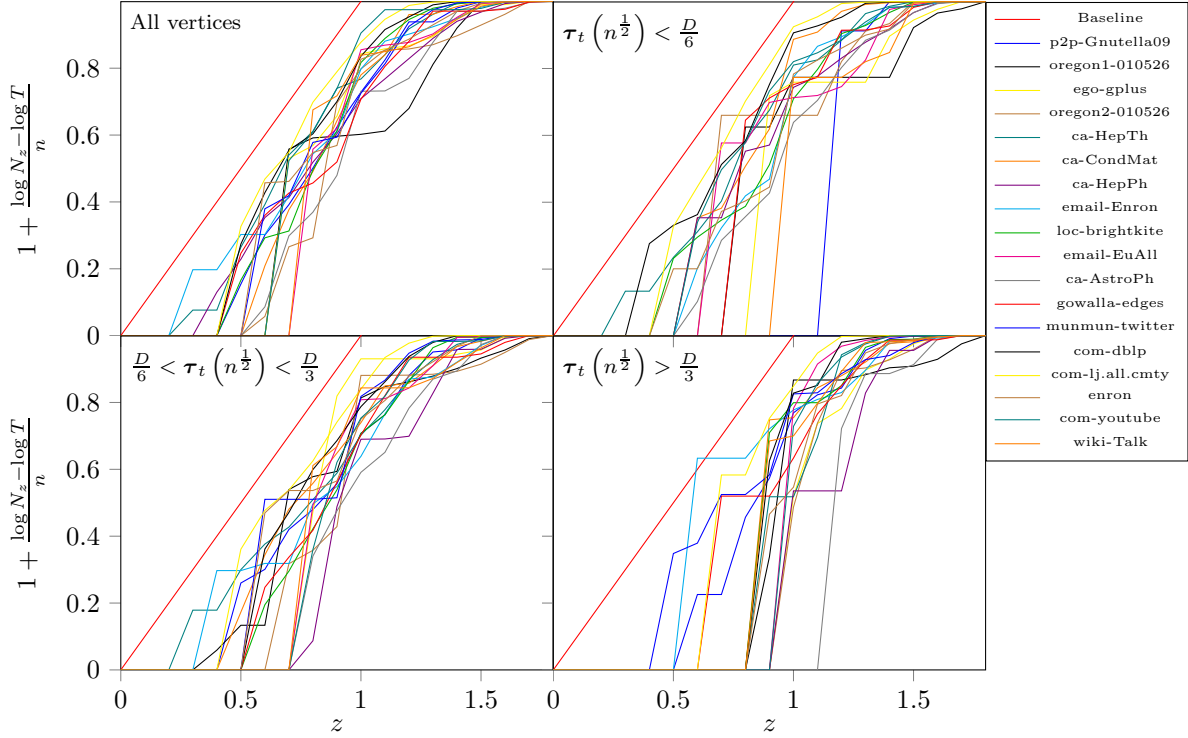 All vertices
τ_t(n^{1/2}) < D/6
0.8
0.6
0.4
0.2
0
1 + (log N_z − log T)/n
D/6 < τ_t(n^{1/2}) < D/3
τ_t(n^{1/2}) > D/3
0.8
0.6
0.4
0.2
0
1 + (log N_z − log T)/n
0 0.5 1 1.5
z
0.5 1 1.5
z
Baseline
p2p-Gnutella09
oregon1-010526
ego-gplus
oregon2-010526
ca-HepTh
ca-CondMat
ca-HepPh
email-Enron
loc-brightkite
email-EuAll
ca-AstroPh
gowalla-edges
munmun-twitter
com-dblp
com-lj.all.cmty
enron
com-youtube
wiki-Talk